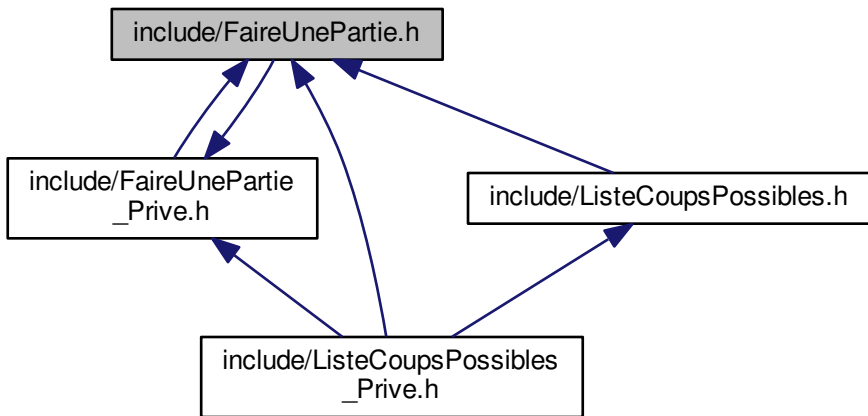 include/FaireUnePartie.h
include/FaireUnePartie
_Prive.h
include/ListeCoupsPossibles.h
include/ListeCoupsPossibles
_Prive.h